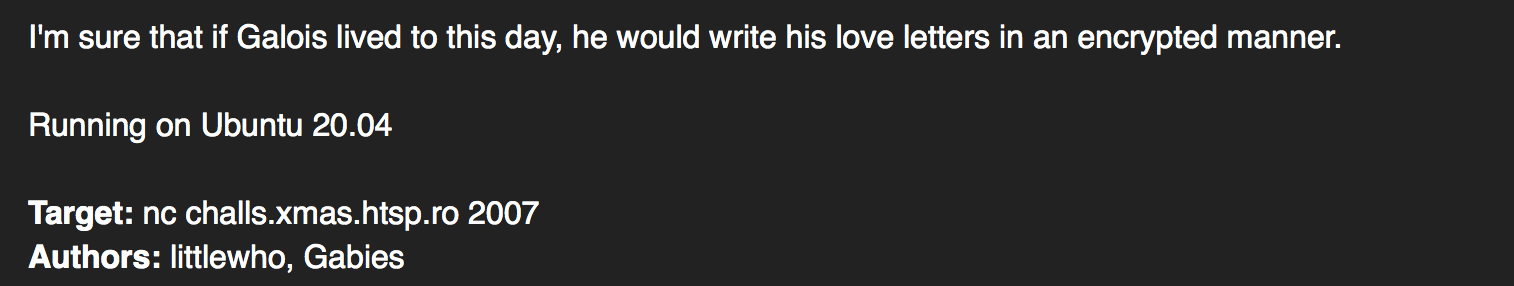 I'm sure that if Galois lived to this day, he would write his love letters in an encrypted manner.
Running on Ubuntu 20.04
Target: nc challs.xmas.htsp.ro 2007
Authors: littlewho, Gabies